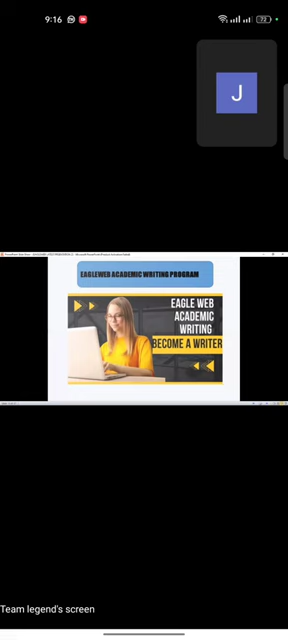 9:16
72
J
EAGLEWEB ACADEMIC WRITING PROGRAM
EAGLE WEB
ACADEMIC
WRITING
BECOME A WRITER
Team legend's screen